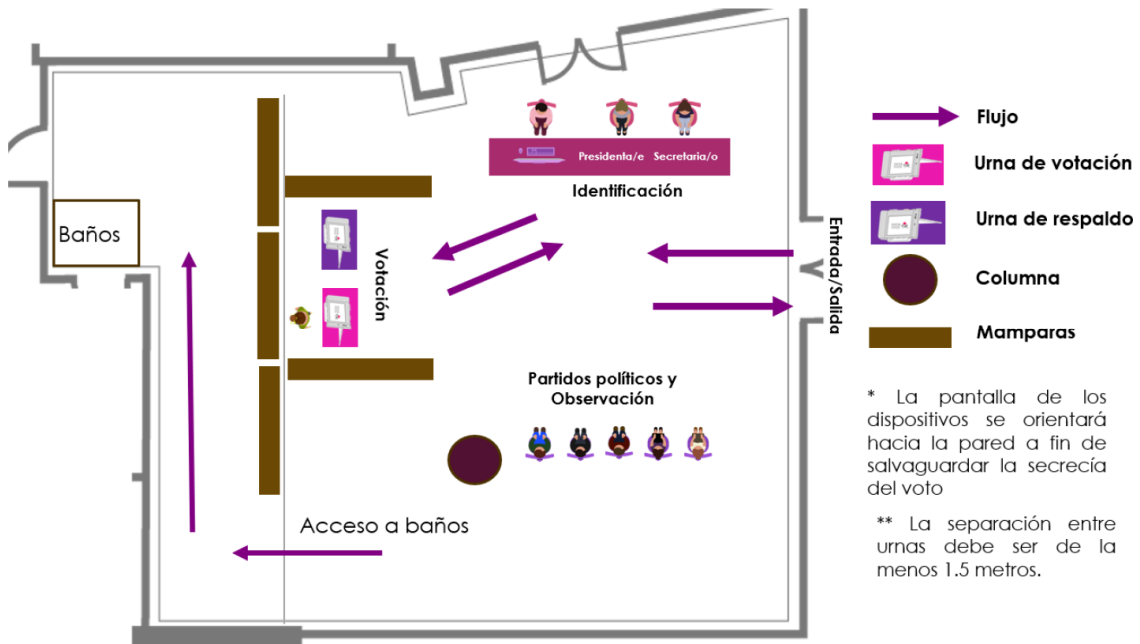 Presidenta/e Secretaria/o
Identificación
Baños
Votación
Entrada/Salida
Partidos políticos y
Observación
Acceso a baños
Flujo
Urna de votación
Urna de respaldo
Columna
Mamparas
* La pantalla de los
dispositivos se orientará
hacia la pared a fin de
salvaguardar la secrecía
del voto
** La separación entre
urnas debe ser de la
menos 1.5 metros.